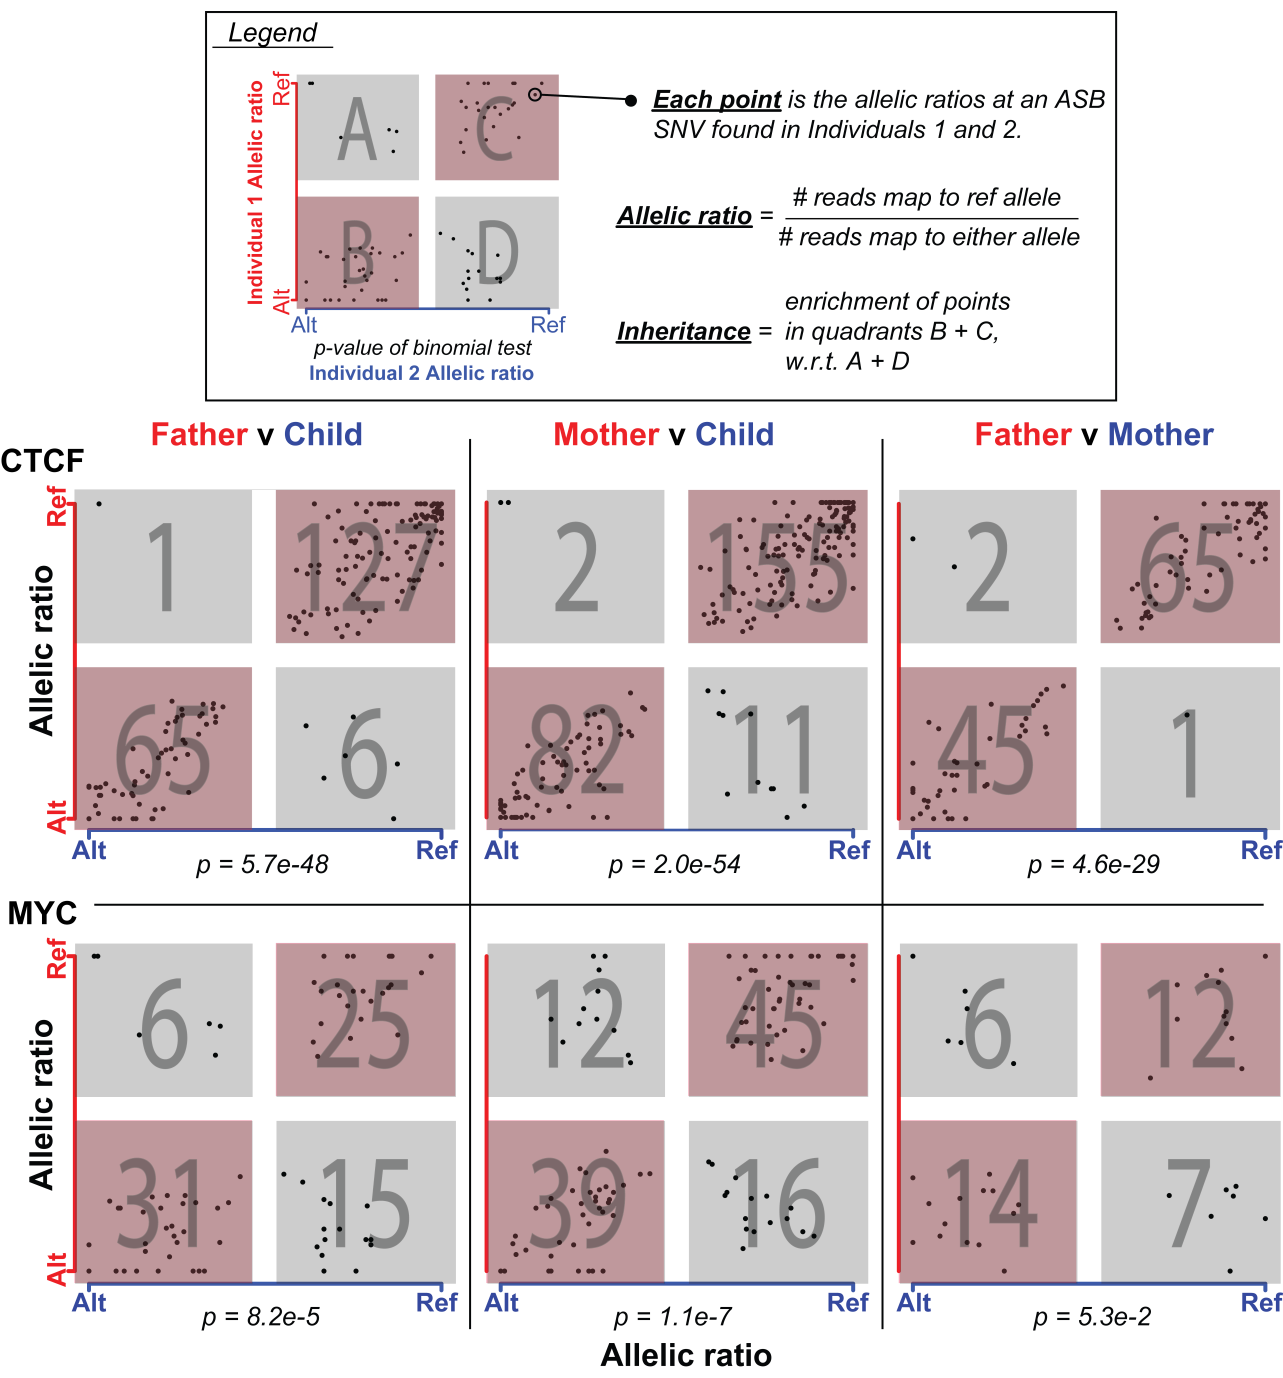 Legend
Ref
Individual 1 Allelic ratio
Alt
A
C
B
D
Alt
Ref
p-value of binomial test
Individual 2 Allelic ratio
Each point is the allelic ratios at an ASB
SNV found in Individuals 1 and 2.
Allelic ratio = # reads map to ref allele
# reads map to either allele
Inheritance = enrichment of points
in quadrants B + C,
w.r.t. A + D
Father v Child
Mother v Child
Father v Mother
CTCF
Ref
Allelic ratio
Alt
1
127
65
6
Alt
Ref
p = 5.7e-48
2
155
82
11
Alt
Ref
p = 2.0e-54
2
65
45
1
Alt
Ref
p = 4.6e-29
MYC
Ref
Allelic ratio
Alt
6
25
31
15
Alt
Ref
p = 8.2e-5
12
45
39
16
Alt
Ref
p = 1.1e-7
6
12
14
7
Alt
Ref
p = 5.3e-2
Allelic ratio